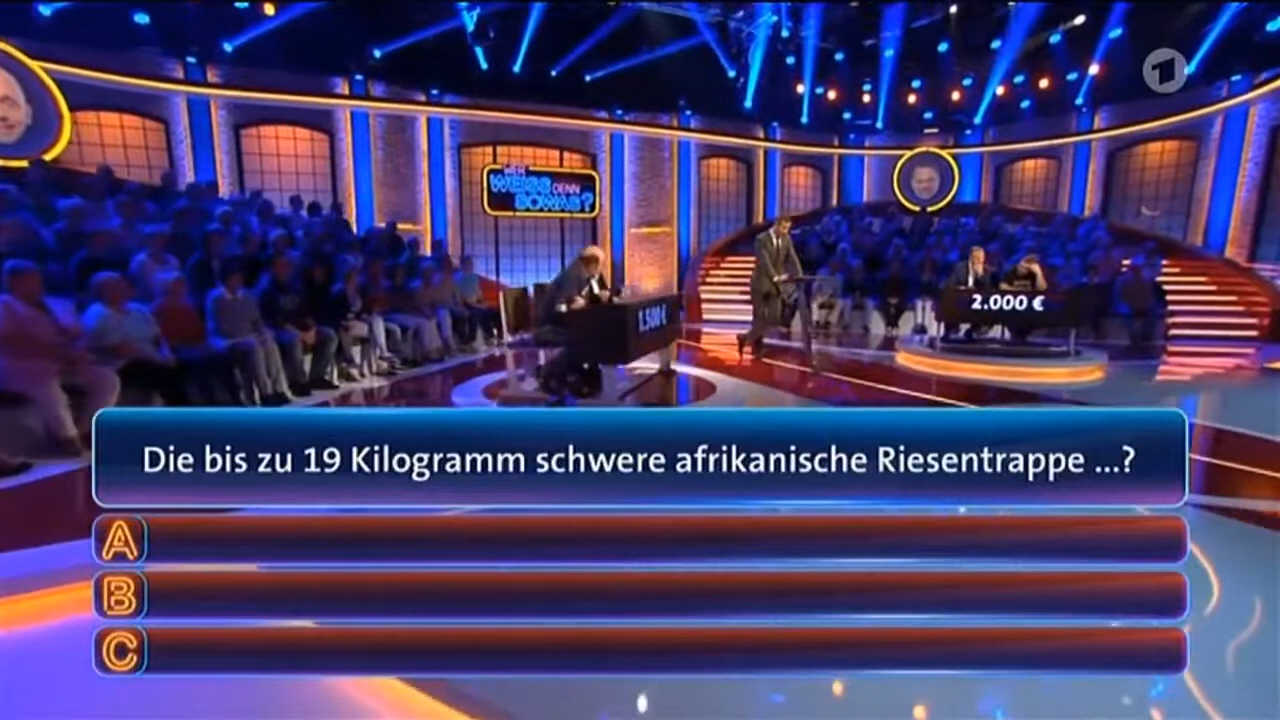 WER
WEISS DENN
SOWAS?
1.500 €
2.000 €
Die bis zu 19 Kilogramm schwere afrikanische Riesentrappe ...?
A
B
C